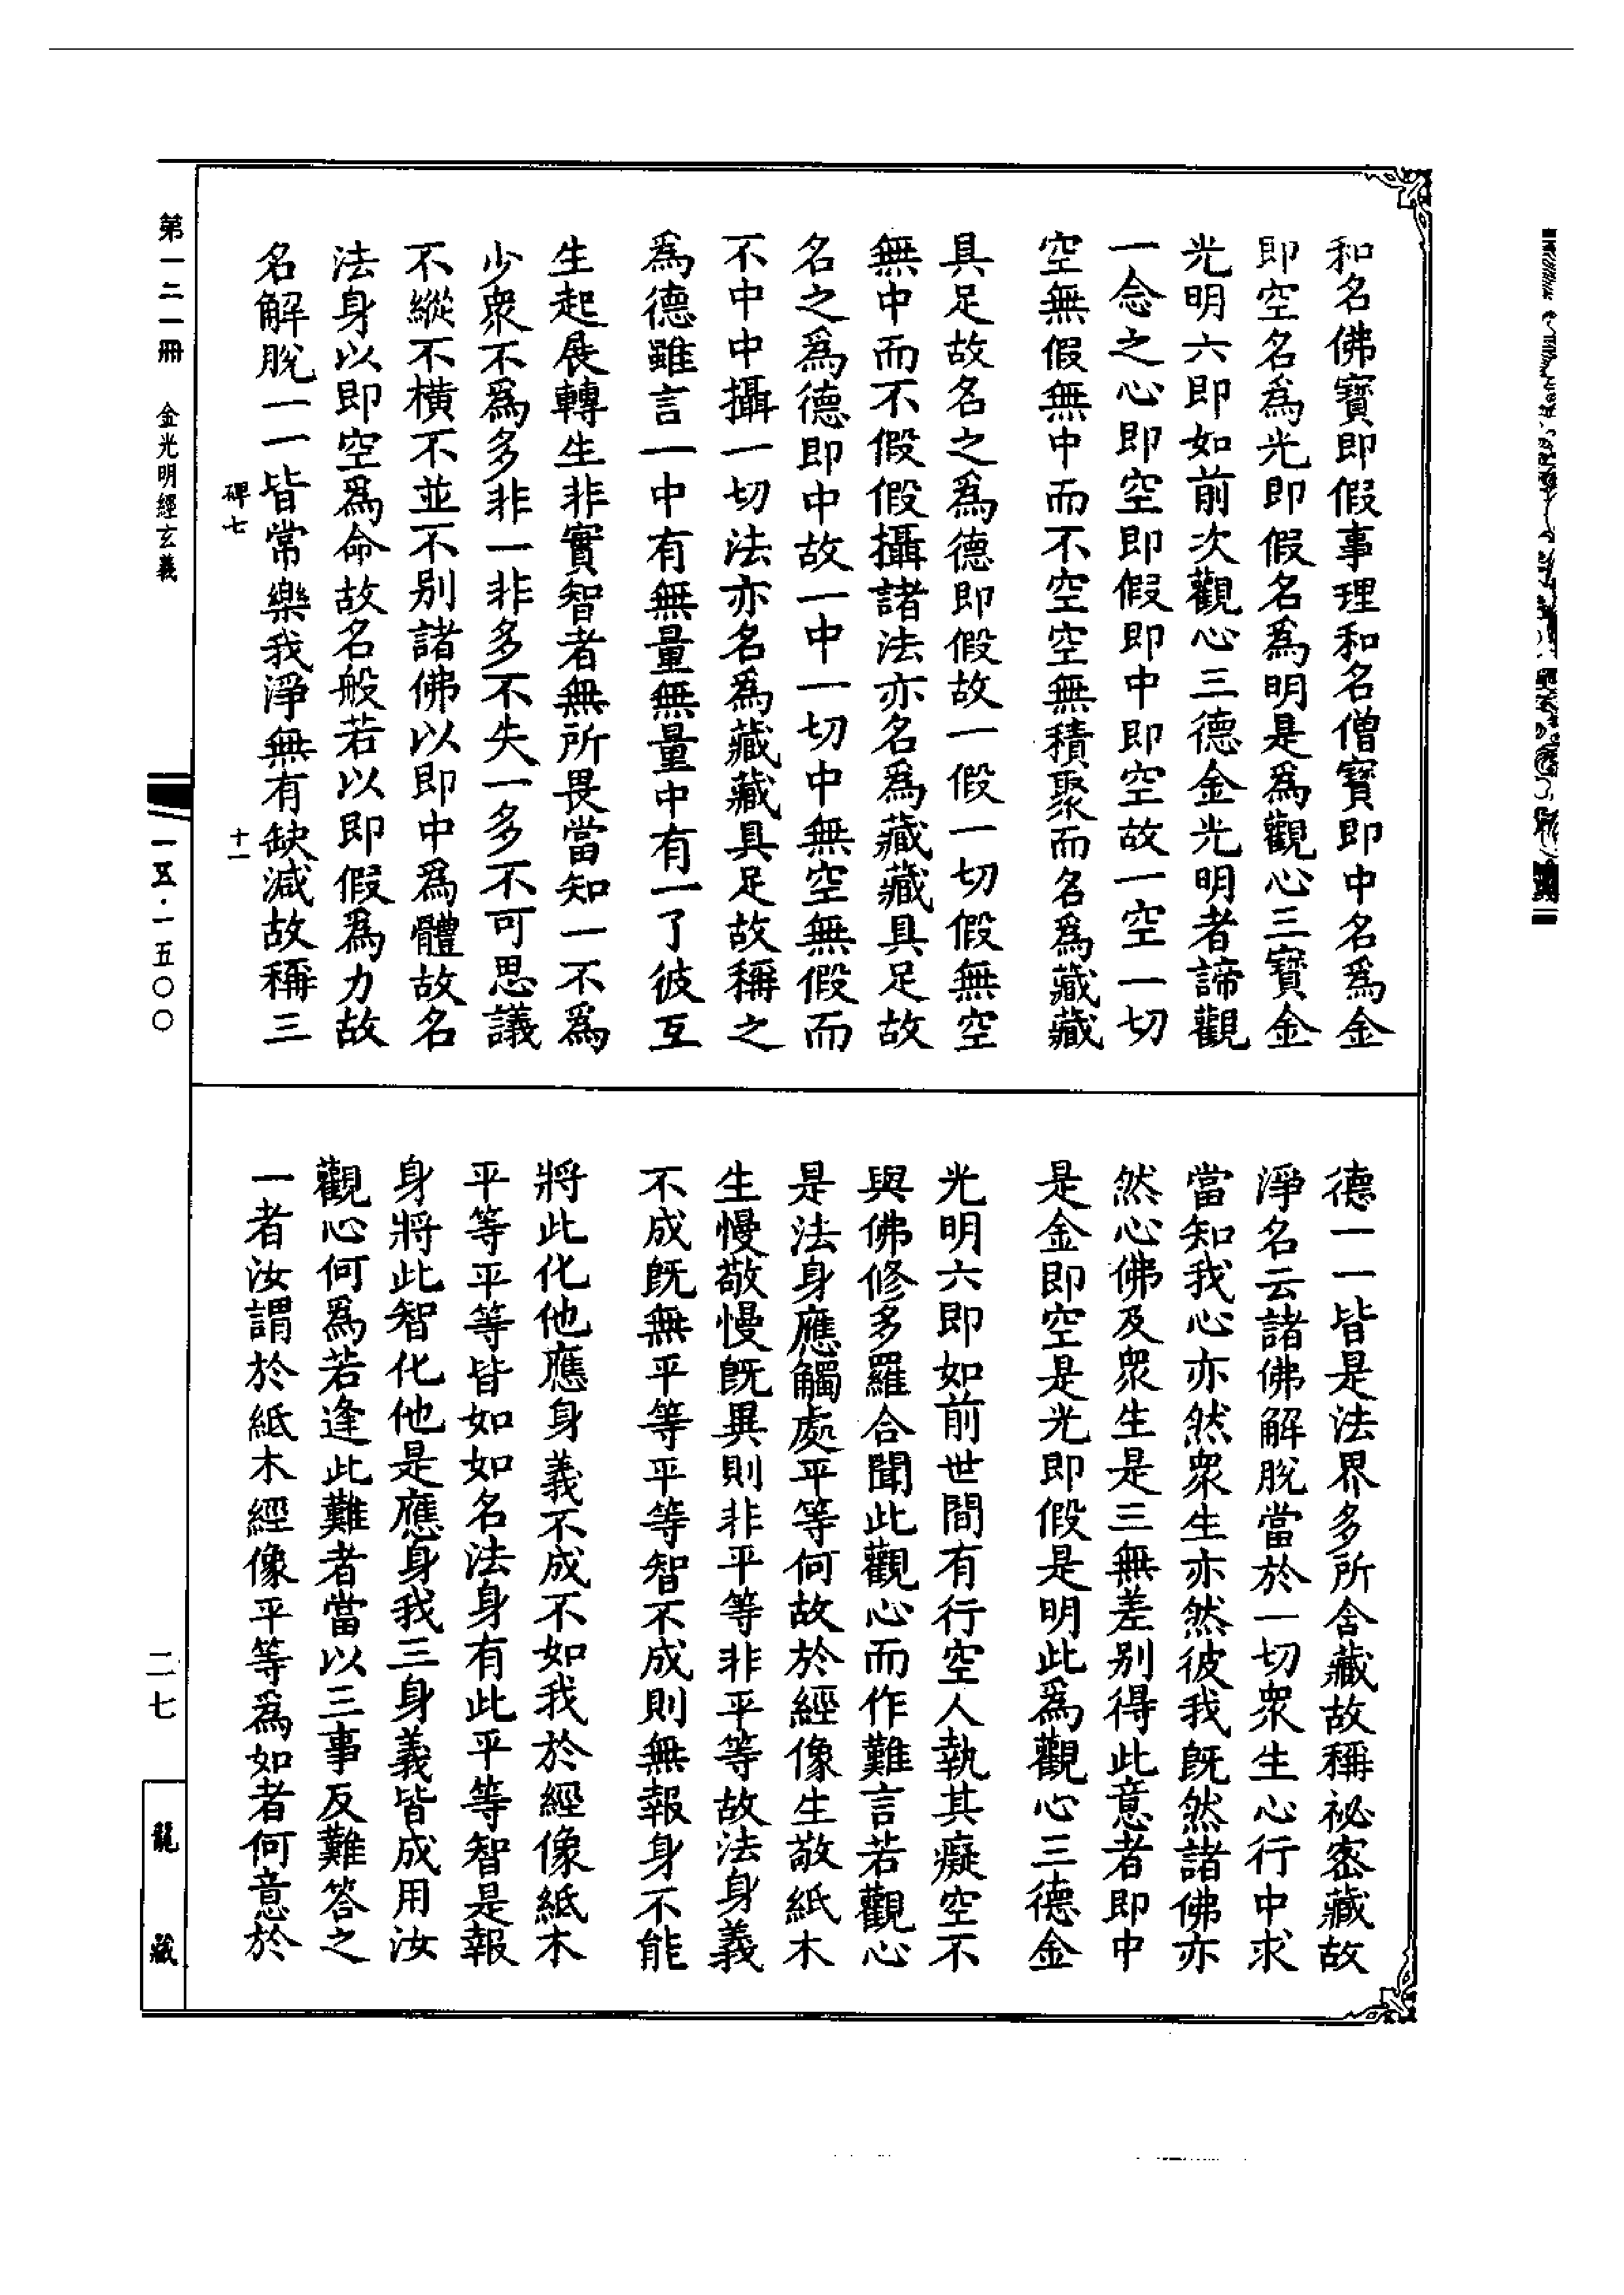 和名佛寶即假事理和名僧寶即中名爲金
即空名爲光即假名爲明是爲觀心三寶金
光明六即如前次觀心三德金光明者諦觀
一念之心即空即假即中即空故一空一切
空無假無中而不空空無積聚而名爲藏藏
具足故名之爲德即假故一假一切假無空
無中而不假假攝諸法亦名爲藏藏具足故
名之爲德即中故一中一切中無空無假而
不中中攝一切法亦名爲藏藏具足故稱之
爲德雖言一中有無量無量中有一了彼互
生起展轉生非實智者無所畏當知一不爲
少衆不爲多非一非多不失一多不可思議
不縱不橫不並不别諸佛以即中爲體故名
法身以即空爲命故名般若以即假爲力故
名解脫一一皆常樂我淨無有缺減故稱三
碑七
十一
德一一皆是法界多所含藏故稱祕密藏故
淨名云諸佛解脫當於一切衆生心行中求
當知我心亦然衆生亦然彼我既然諸佛亦
然心佛及衆生是三無差别得此意者即中
是金即空是光即假是明此爲觀心三德金
光明六即如前世間有行空人執其癡空不
與佛修多羅合聞此觀心而作難言若觀心
是法身應觸處平等何故於經像生敬紙木
生慢敬慢既異則非平等非平等故法身義
不成既無平等平等智不成則無報身不能
將此化他應身義不成不如我於經像紙木
平等平等皆如如名法身有此平等智是報
身將此智化他是應身我三身義皆成用汝
觀心何爲若逢此難者當以三事反難答之
一者汝謂於紙木經像平等爲如者何意於
第一二一冊　金光明經玄義
一五·一五〇〇
二七
龍藏